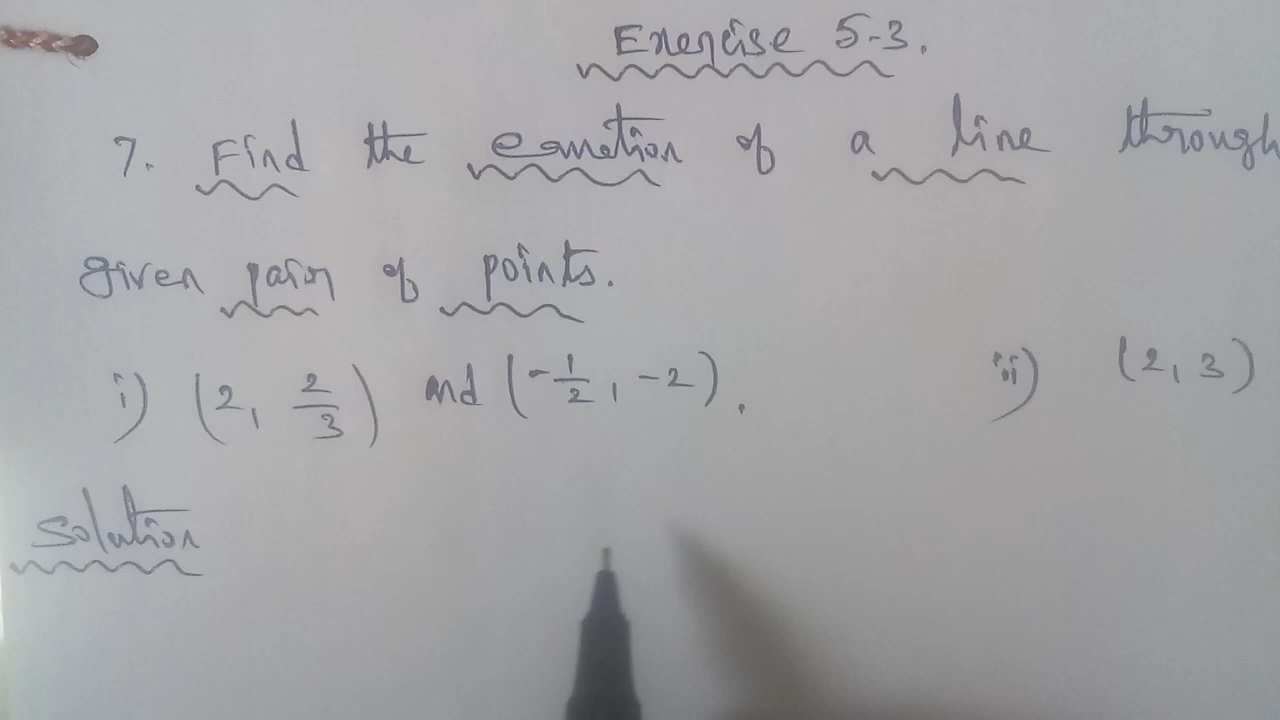 Exercise 5-3.
7. Find the equation of a line through
given pair of points.
i) (2, 2/3) and (-1/2, -2). ii) (2, 3)
Solution